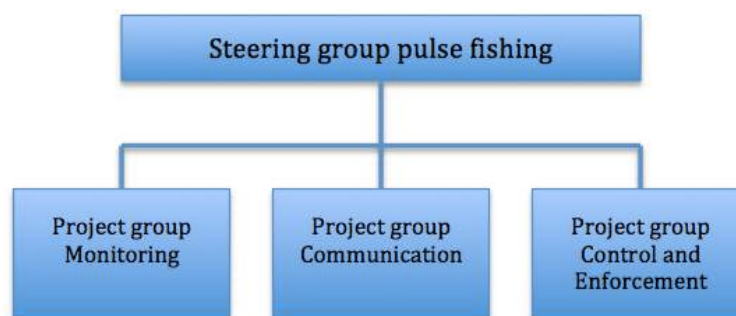 Steering group pulse fishing
Project group
Monitoring
Project group
Communication
Project group
Control and
Enforcement